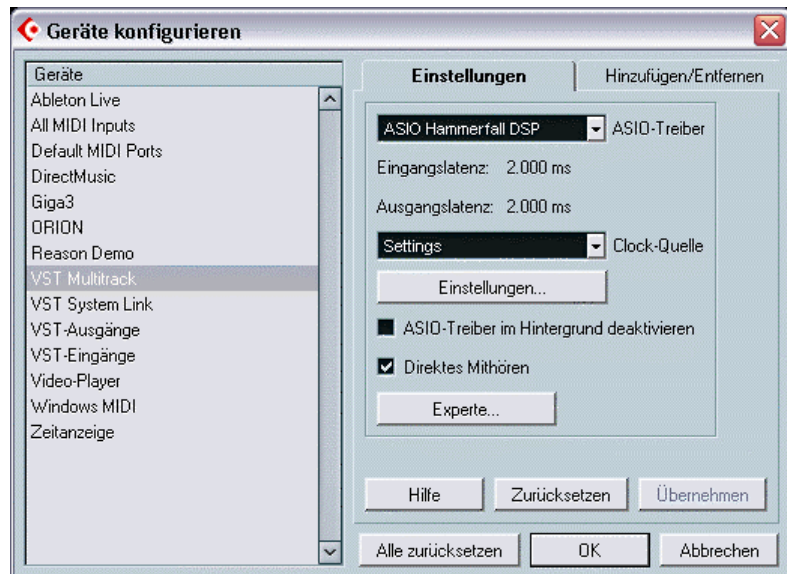 Geräte konfigurieren
Geräte
Ableton Live
All MIDI Inputs
Default MIDI Ports
DirectMusic
Giga3
ORION
Reason Demo
VST Multitrack
VST System Link
VST-Ausgänge
VST-Eingänge
Video-Player
Windows MIDI
Zeitanzeige
Einstellungen
Hinzufügen/Entfernen
ASIO Hammerfall DSP ASIO-Treiber
Eingangslatenz: 2.000 ms
Ausgangslatenz: 2.000 ms
Settings Clock-Quelle
Einstellungen...
ASIO-Treiber im Hintergrund deaktivieren
Direktes Mithören
Experte...
Hilfe Zurücksetzen Übernehmen
Alle zurücksetzen OK Abbrechen